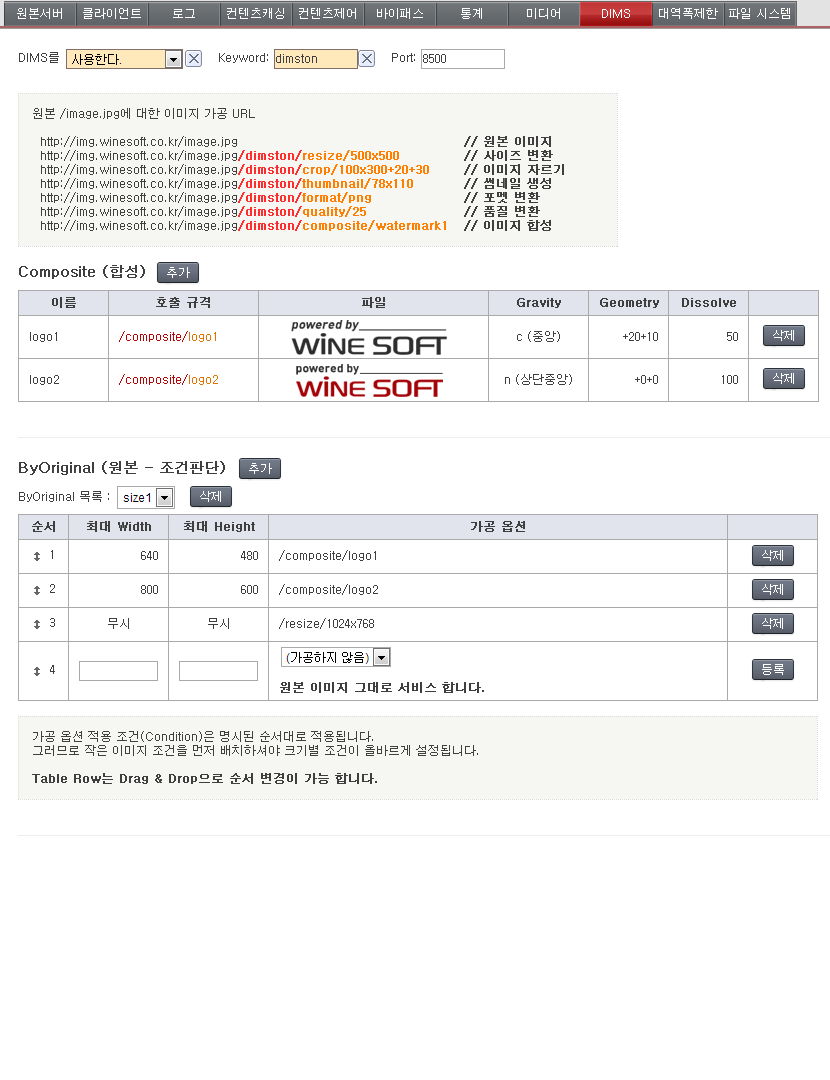 원본서버 클라이언트 로그 컨텐츠캐싱 컨텐츠제어 바이패스 통계 미디어 DIMS 대역폭제한 파일 시스템
DIMS를 사용한다. Keyword: dimston Port: 8500
원본 /image.jpg에 대한 이미지 가공 URL
http://img.winesoft.co.kr/image.jpg // 원본 이미지
http://img.winesoft.co.kr/image.jpg/dimston/resize/500x500 // 사이즈 변환
http://img.winesoft.co.kr/image.jpg/dimston/crop/100x300+20+30 // 이미지 자르기
http://img.winesoft.co.kr/image.jpg/dimston/thumbnail/78x110 // 썸네일 생성
http://img.winesoft.co.kr/image.jpg/dimston/format/png // 포멧 변환
http://img.winesoft.co.kr/image.jpg/dimston/quality/25 // 품질 변환
http://img.winesoft.co.kr/image.jpg/dimston/composite/watermark1 // 이미지 합성
Composite (합성) 추가
이름 호출 규격 파일 Gravity Geometry Dissolve
logo1 /composite/logo1 powered by WINE SOFT c (중앙) +20+10 50 삭제
logo2 /composite/logo2 powered by WINE SOFT n (상단중앙) +0+0 100 삭제
ByOriginal (원본 - 조건판단) 추가
ByOriginal 목록 : size1 삭제
순서 최대 Width 최대 Height 가공 옵션
↕ 1 640 480 /composite/logo1 삭제
↕ 2 800 600 /composite/logo2 삭제
↕ 3 무시 무시 /resize/1024x768 삭제
↕ 4 (가공하지 않음) 등록
원본 이미지 그대로 서비스 합니다.
가공 옵션 적용 조건(Condition)은 명시된 순서대로 적용됩니다.
그러므로 작은 이미지 조건을 먼저 배치하셔야 크기별 조건이 올바르게 설정됩니다.
Table Row는 Drag & Drop으로 순서 변경이 가능 합니다.